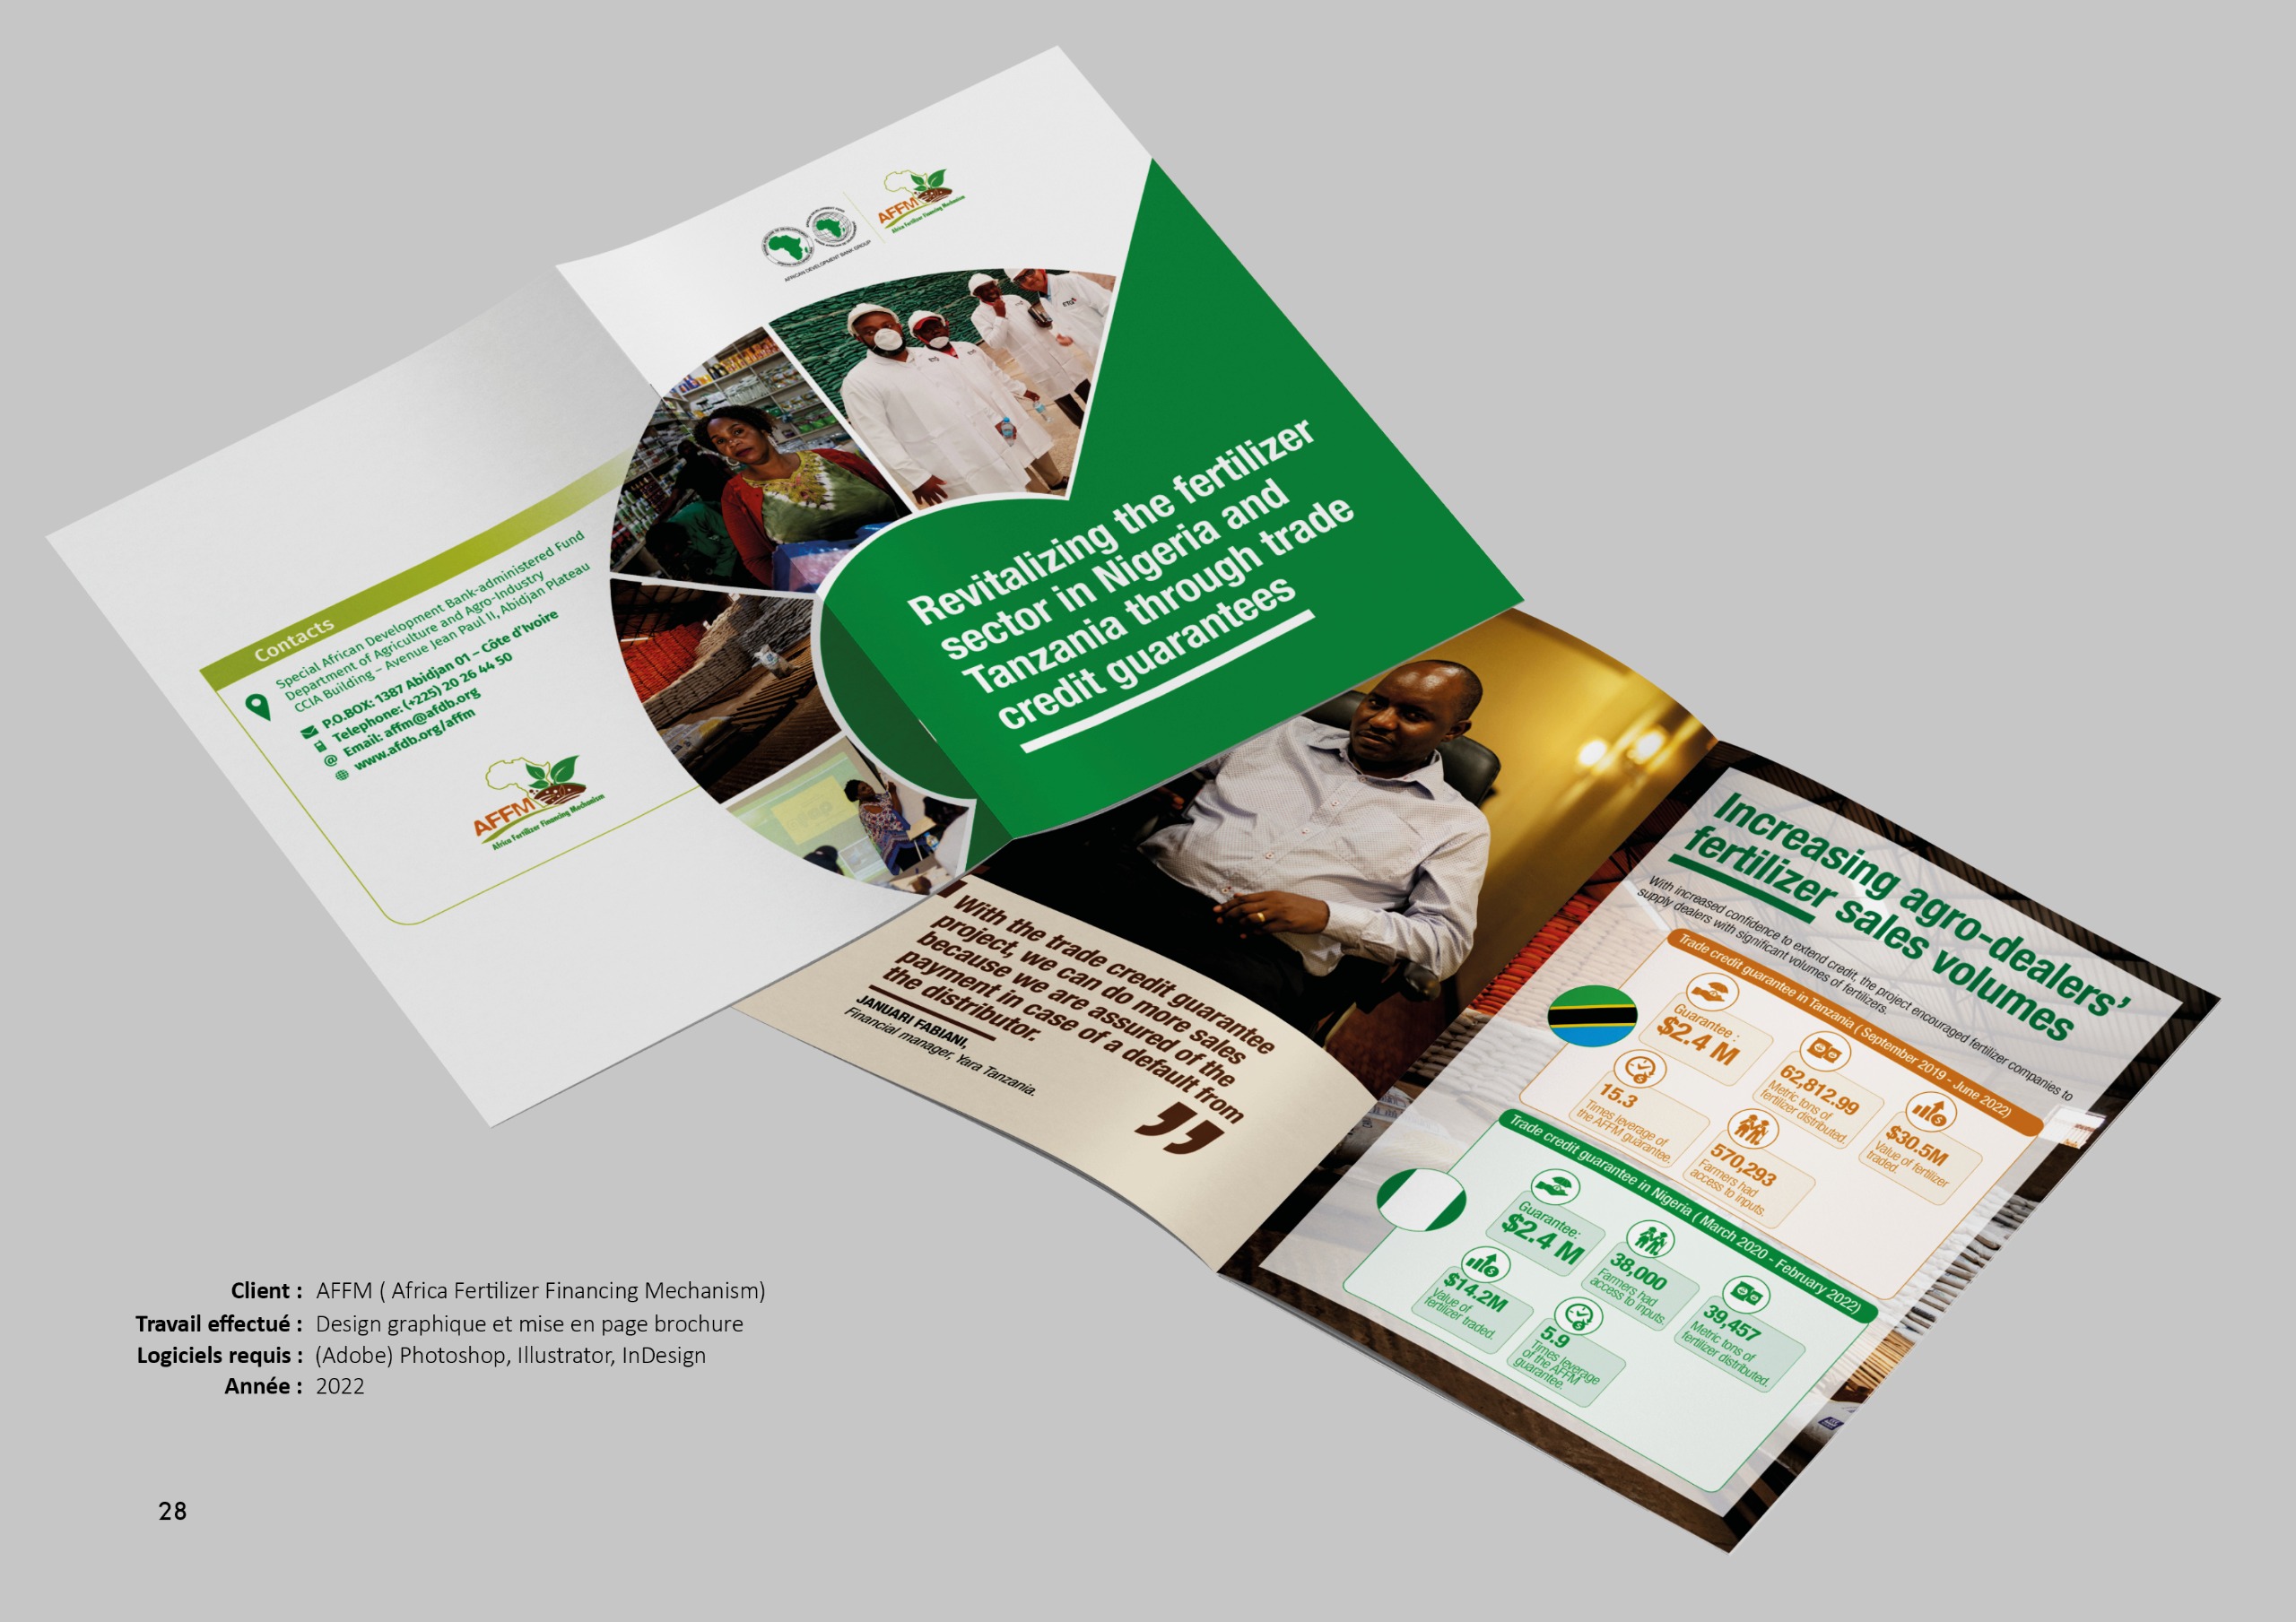 AFRICAN DEVELOPMENT BANK GROUP
AFFM
Africa Fertilizer Financing Mechanism
Revitalizing the fertilizer
sector in Nigeria and
Tanzania through trade
credit guarantees
Contacts
Special African Development Bank-administered Fund
Department of Agriculture and Agro-Industry
CCIA Building – Avenue Jean Paul II, Abidjan Plateau
P.O.BOX: 1387 Abidjan 01 – Côte d'Ivoire
Telephone: (+225) 20 26 44 50
@ Email: affm@afdb.org
www.afdb.org/affm
AFFM
Africa Fertilizer Financing Mechanism
With the trade credit guarantee
project, we can do more sales
because we are assured of the
payment in case of a default from
the distributor.
”
JANUARI FABIANI,
Financial manager, Yara Tanzania.
Increasing agro-dealers’
fertilizer sales volumes
With increased confidence to extend credit, the project encouraged fertilizer companies to
supply dealers with significant volumes of fertilizers.
Trade credit guarantee in Tanzania ( September 2019 - June 2022)
Guarantee :
$2.4 M
62,812.99
Metric tons of
fertilizer distributed.
$30.5M
Value of fertilizer
traded.
15.3
Times leverage of
the AFFM guarantee.
570,293
Farmers had
access to inputs.
Trade credit guarantee in Nigeria ( March 2020 - February 2022)
Guarantee:
$2.4 M
38,000
Farmers had
access to inputs.
39,457
Metric tons of
fertilizer distributed.
$14.2M
Value of
fertilizer traded.
5.9
Times leverage
of the AFFM
guarantee.
Client : AFFM ( Africa Fertilizer Financing Mechanism)
Travail effectué : Design graphique et mise en page brochure
Logiciels requis : (Adobe) Photoshop, Illustrator, InDesign
Année : 2022
28